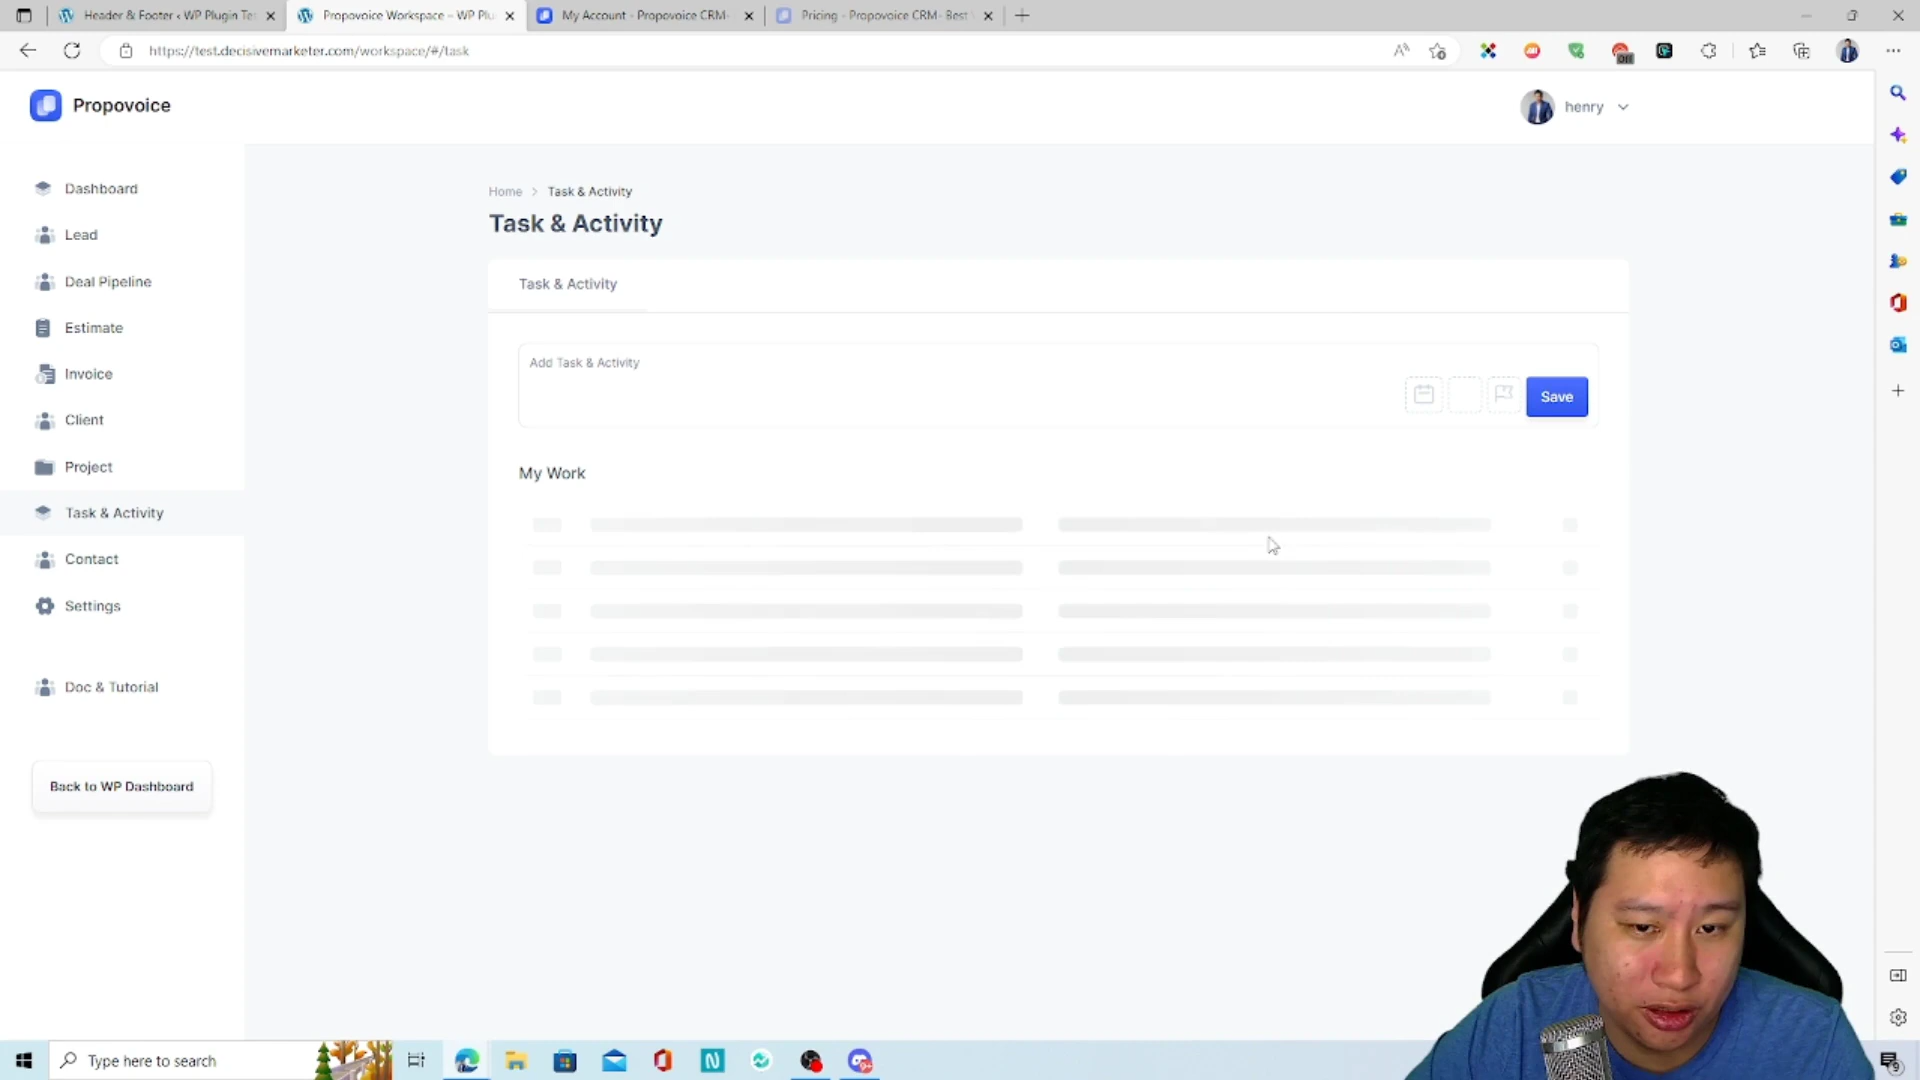 Header & Footer ‹ WP Plugin Te
Propovoice Workspace – WP Plu
My Account - Propovoice CRM-
Pricing - Propovoice CRM- Best
https://test.decisivemarketer.com/workspace/#/task
Propovoice
henry
Dashboard
Lead
Deal Pipeline
Estimate
Invoice
Client
Project
Task & Activity
Contact
Settings
Doc & Tutorial
Back to WP Dashboard
Home > Task & Activity
Task & Activity
Task & Activity
Add Task & Activity
Save
My Work
Type here to search